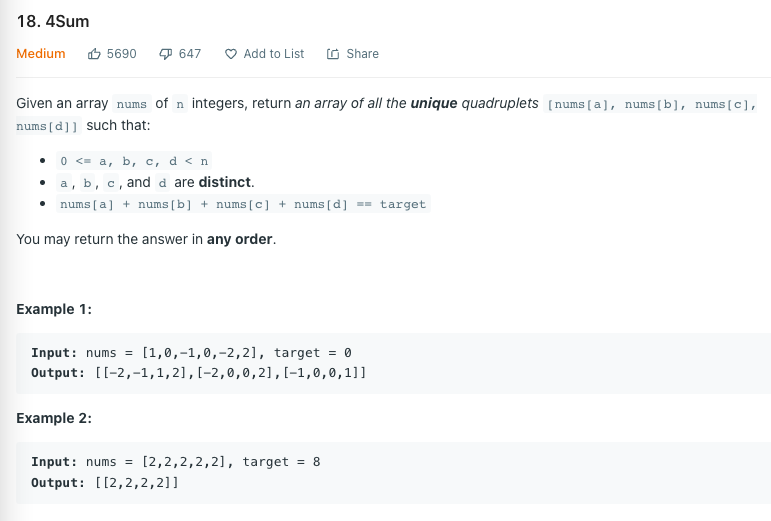 18. 4Sum
Medium 5690 647 Add to List Share
Given an array nums of n integers, return an array of all the unique quadruplets [nums[a], nums[b], nums[c],
nums[d]] such that:
• 0 <= a, b, c, d < n
• a, b, c, and d are distinct.
• nums[a] + nums[b] + nums[c] + nums[d] == target
You may return the answer in any order.
Example 1:
Input: nums = [1,0,-1,0,-2,2], target = 0
Output: [[-2,-1,1,2],[-2,0,0,2],[-1,0,0,1]]
Example 2:
Input: nums = [2,2,2,2,2], target = 8
Output: [[2,2,2,2]]